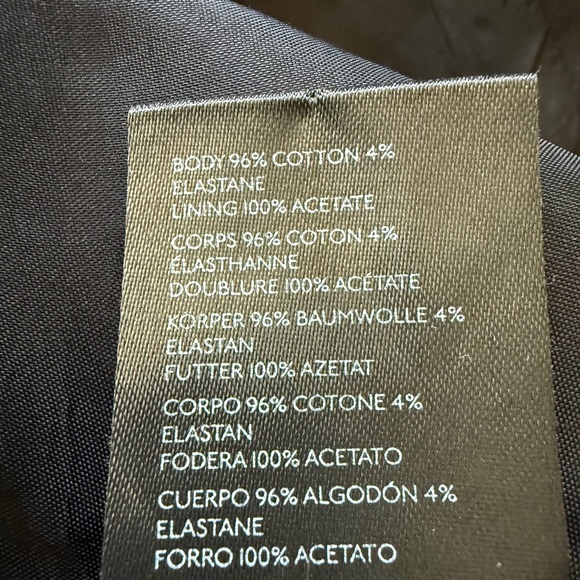 BODY 96% COTTON 4%
ELASTANE
LINING 100% ACETATE
CORPS 96% COTON 4%
ÉLASTHANNE
DOUBLURE 100% ACÉTATE
KÖRPER 96% BAUMWOLLE 4%
ELASTAN
FUTTER 100% AZETAT
CORPO 96% COTONE 4%
ELASTAN
FODERA 100% ACETATO
CUERPO 96% ALGODÓN 4%
ELASTANE
FORRO 100% ACETATO